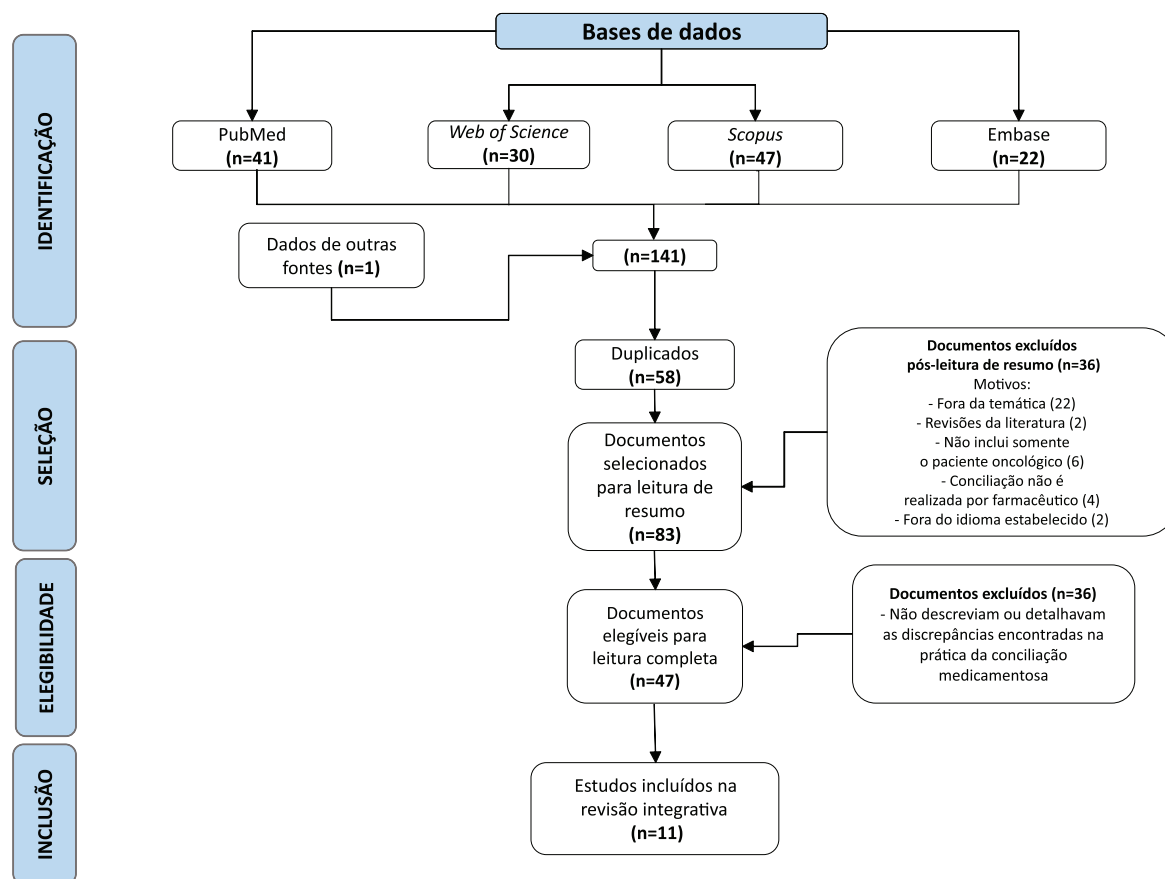 Bases de dados
IDENTIFICAÇÃO
PubMed
(n=41)
Web of Science
(n=30)
Scopus
(n=47)
Embase
(n=22)
Dados de outras
fontes (n=1)
(n=141)
SELEÇÃO
Duplicados
(n=58)
Documentos
selecionados
para leitura de
resumo
(n=83)
Documentos excluídos
pós-leitura de resumo (n=36)
Motivos:
- Fora da temática (22)
- Revisões da literatura (2)
- Não inclui somente
o paciente oncológico (6)
- Conciliação não é
realizada por farmacêutico (4)
- Fora do idioma estabelecido (2)
ELEGIBILIDADE
Documentos
elegíveis para
leitura completa
(n=47)
Documentos excluídos (n=36)
- Não descreviam ou detalhavam
as discrepâncias encontradas na
prática da conciliação
medicamentosa
INCLUSÃO
Estudos incluídos na
revisão integrativa
(n=11)